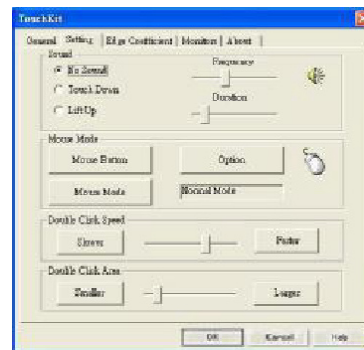 TouchKit
General | Setting | Edge Coefficient | Monitors | About |
Sound
No Sound
Touch Down
Lift Up
Frequency
Duration
Mouse Mode
Mouse Button
Option
Mouse Mode
Normal Mode
Double Click Speed
Slower
Faster
Double Click Area
Smaller
Larger
OK
Cancel
Help